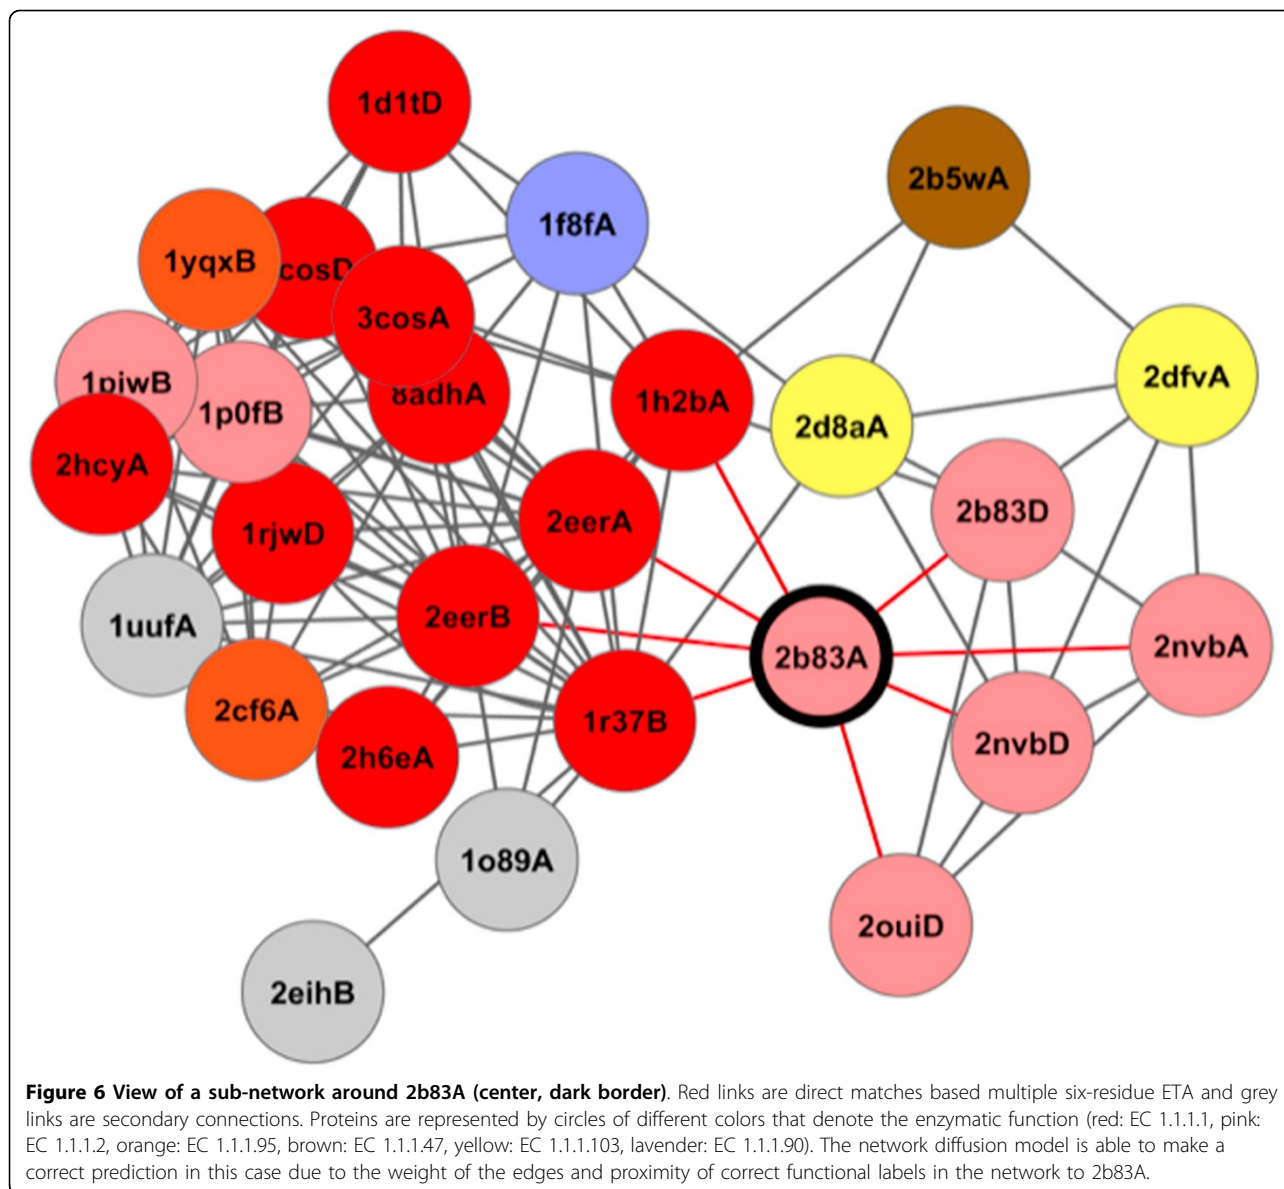 1d1tD
2b5wA
1f8fA
1yqxB
cosD
3cosA
2dfvA
1piwB
8adhA
1h2bA
1p0fB
2d8aA
2hcyA
2b83D
2eerA
1rjwD
2eerB
1uufA
2nvbA
2b83A
2cf6A
1r37B
2nvbD
2h6eA
1o89A
2ouiD
2eihB
Figure 6 View of a sub-network around 2b83A (center, dark border). Red links are direct matches based multiple six-residue ETA and grey
links are secondary connections. Proteins are represented by circles of different colors that denote the enzymatic function (red: EC 1.1.1.1, pink:
EC 1.1.1.2, orange: EC 1.1.1.95, brown: EC 1.1.1.47, yellow: EC 1.1.1.103, lavender: EC 1.1.1.90). The network diffusion model is able to make a
correct prediction in this case due to the weight of the edges and proximity of correct functional labels in the network to 2b83A.